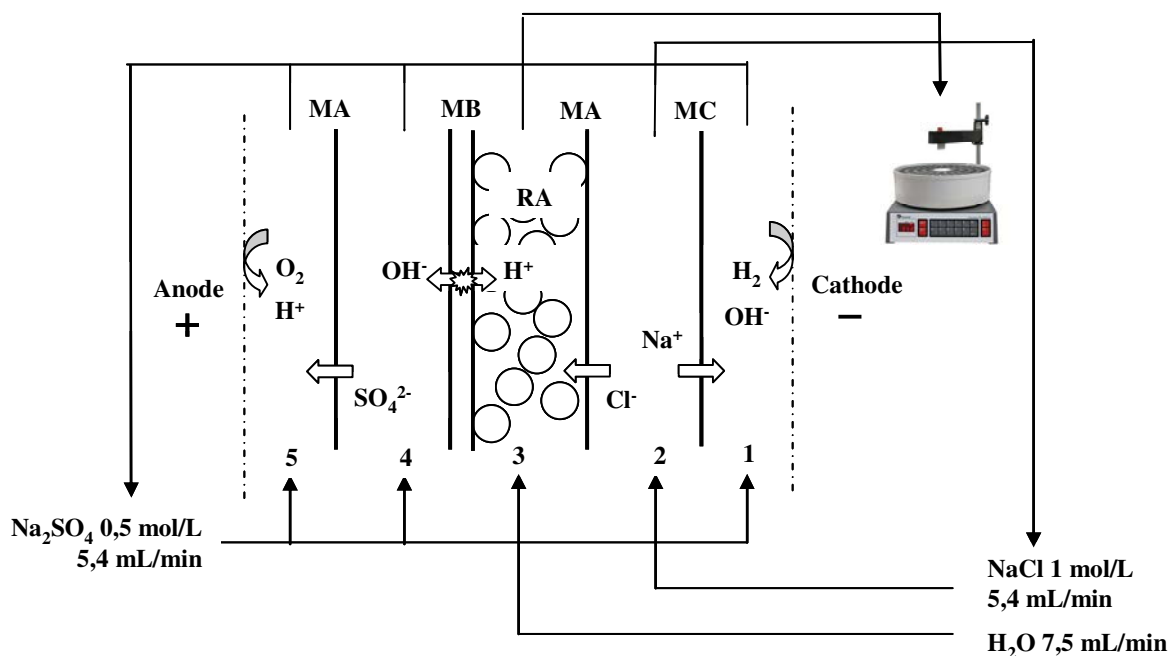 MA MB MA MC
RA
O₂
H⁺
OH⁻ H⁺
H₂
OH⁻
Anode
+
Cathode
−
Na⁺
SO₄²⁻
Cl⁻
5 4 3 2 1
Na₂SO₄ 0,5 mol/L
5,4 mL/min
NaCl 1 mol/L
5,4 mL/min
H₂O 7,5 mL/min